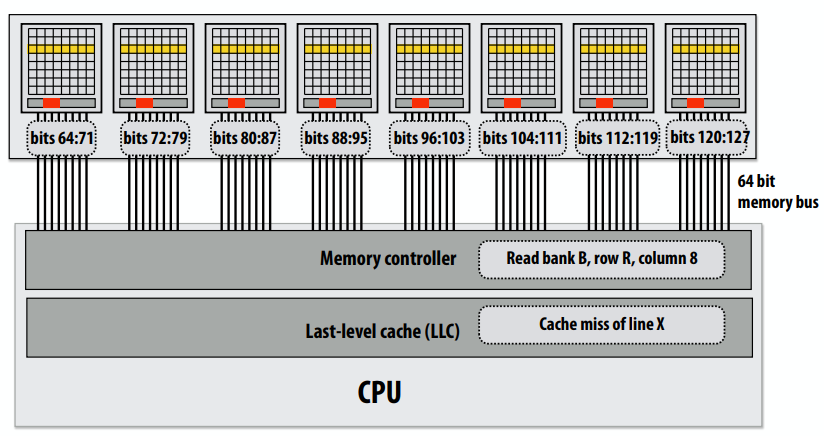 bits 64:71 bits 72:79 bits 80:87 bits 88:95 bits 96:103 bits 104:111 bits 112:119 bits 120:127
64 bit
memory bus
Memory controller Read bank B, row R, column 8
Last-level cache (LLC) Cache miss of line X
CPU